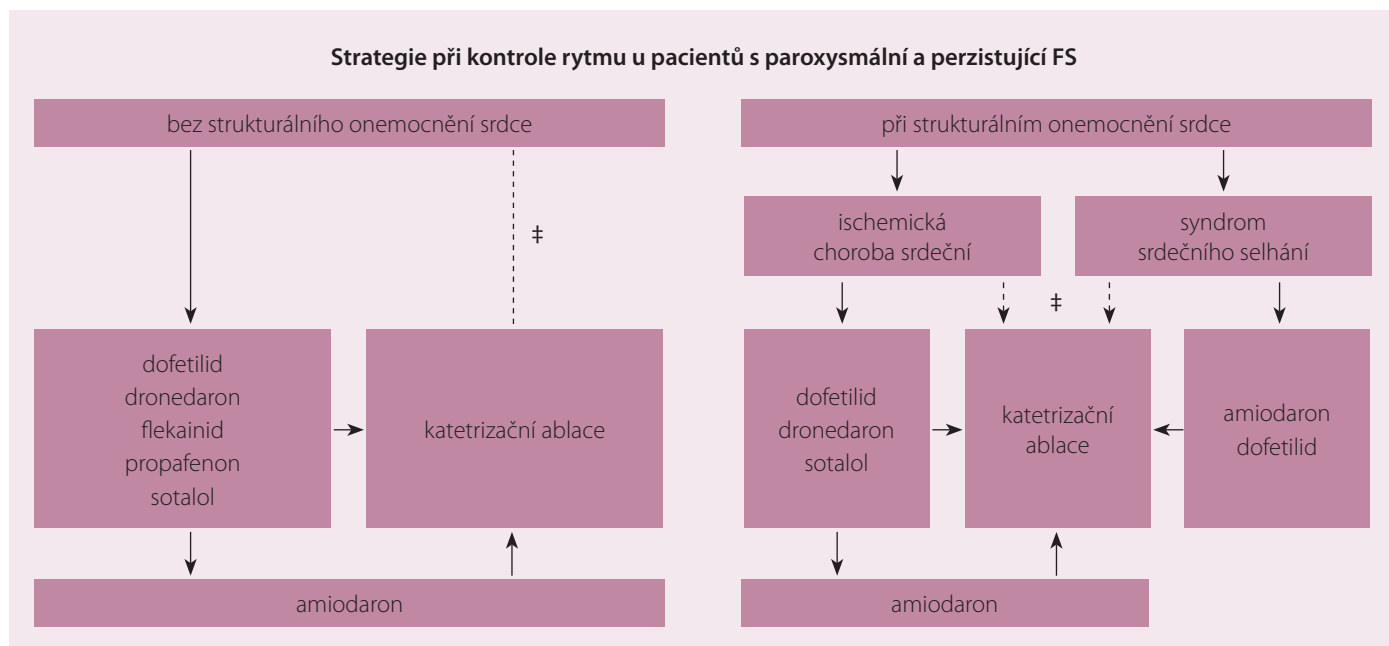 Strategie při kontrole rytmu u pacientů s paroxysmální a perzistující FS
bez strukturálního onemocnění srdce
‡
dofetilid
dronedaron
flekainid
propafenon
sotalol
katetrizační ablace
amiodaron
při strukturálním onemocnění srdce
ischemická
choroba srdeční
syndrom
srdečního selhání
‡
dofetilid
dronedaron
sotalol
katetrizační
ablace
amiodaron
dofetilid
amiodaron